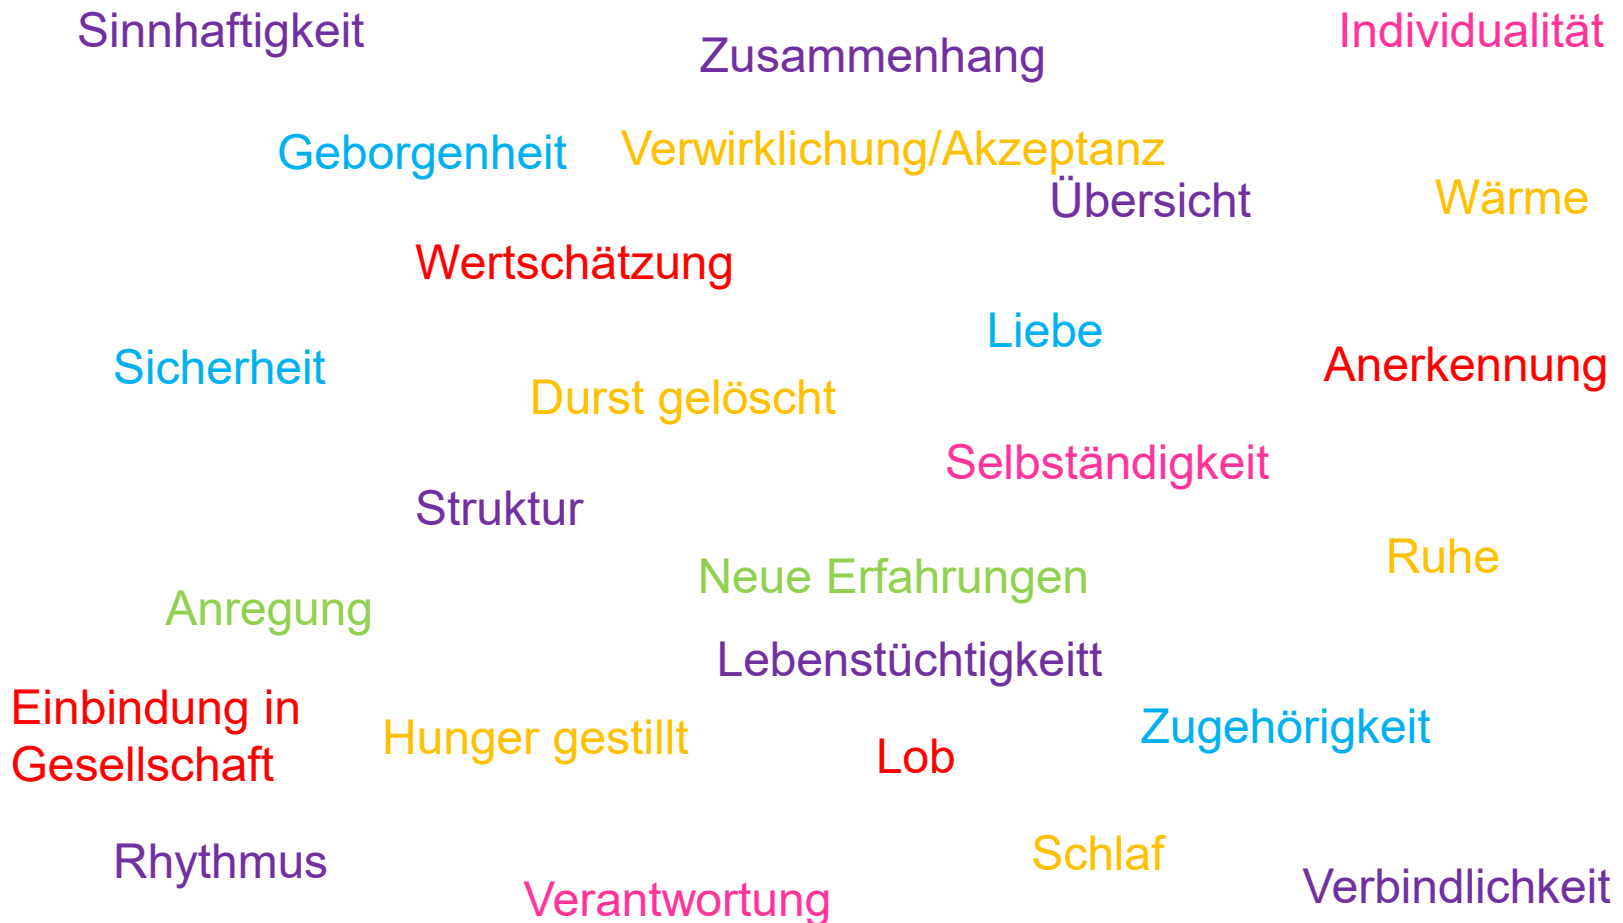 Sinnhaftigkeit
Zusammenhang
Individualität
Geborgenheit
Verwirklichung/Akzeptanz
Übersicht
Wärme
Wertschätzung
Liebe
Sicherheit
Anerkennung
Durst gelöscht
Selbständigkeit
Struktur
Neue Erfahrungen
Ruhe
Anregung
Lebenstüchtigkeitt
Einbindung in
Gesellschaft
Hunger gestillt
Lob
Zugehörigkeit
Rhythmus
Schlaf
Verantwortung
Verbindlichkeit